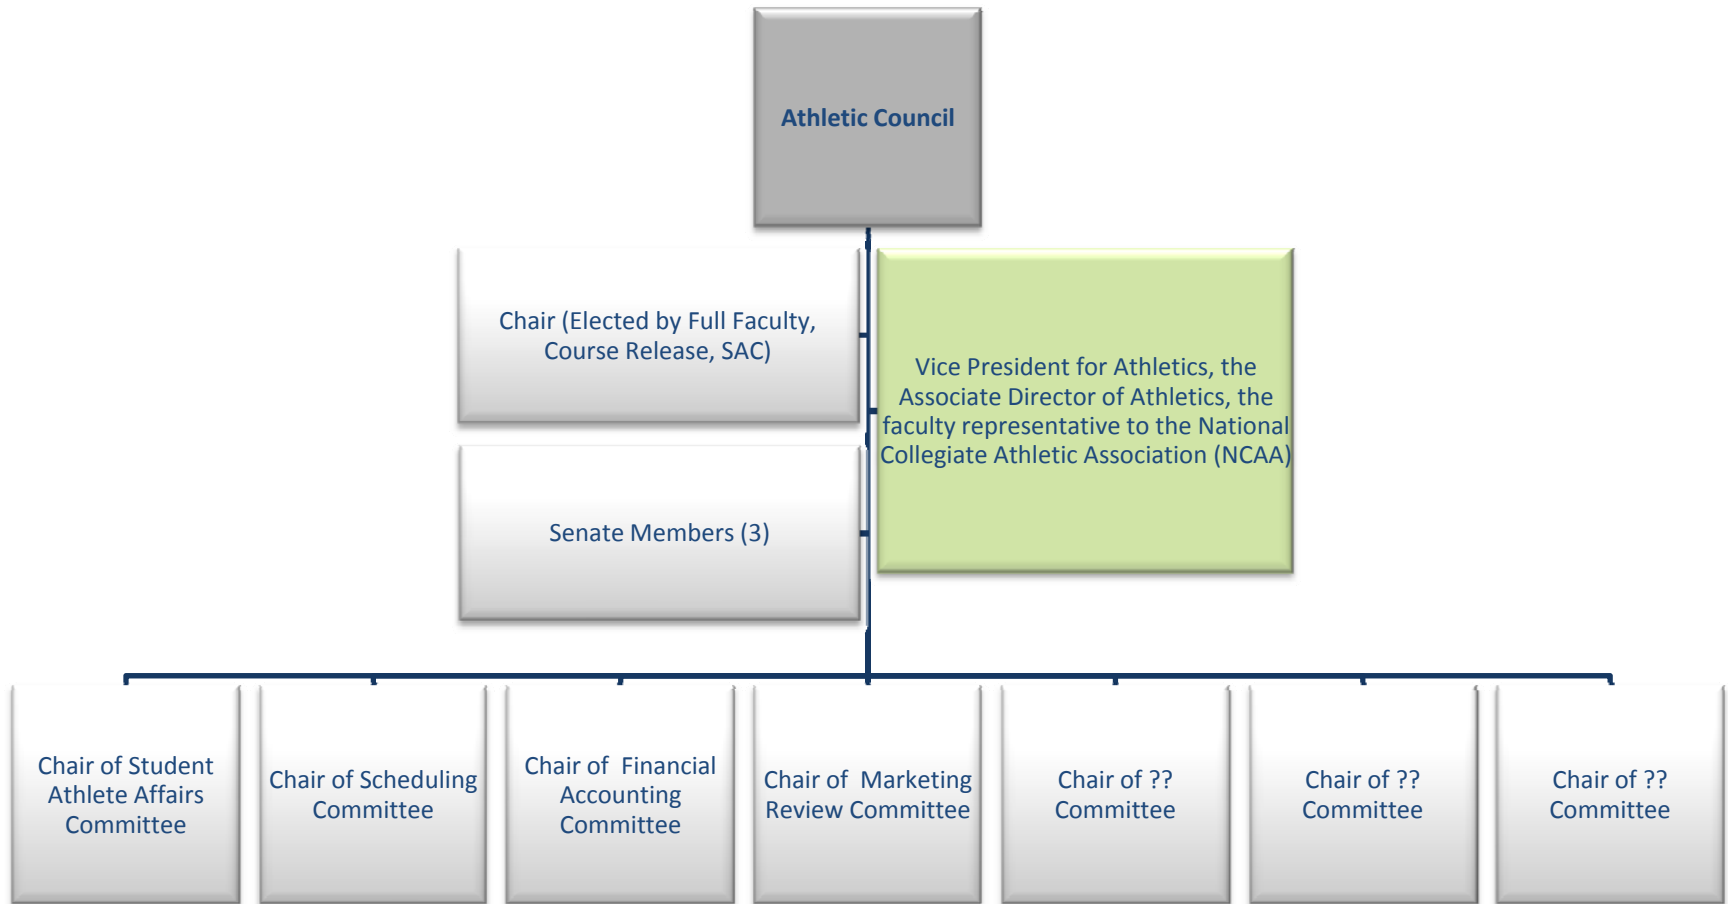 Athletic Council
Chair (Elected by Full Faculty,
Course Release, SAC)
Vice President for Athletics, the
Associate Director of Athletics, the
faculty representative to the National
Collegiate Athletic Association (NCAA)
Senate Members (3)
Chair of Student
Athlete Affairs
Committee
Chair of Scheduling
Committee
Chair of  Financial
Accounting
Committee
Chair of  Marketing
Review Committee
Chair of ??
Committee
Chair of ??
Committee
Chair of ??
Committee